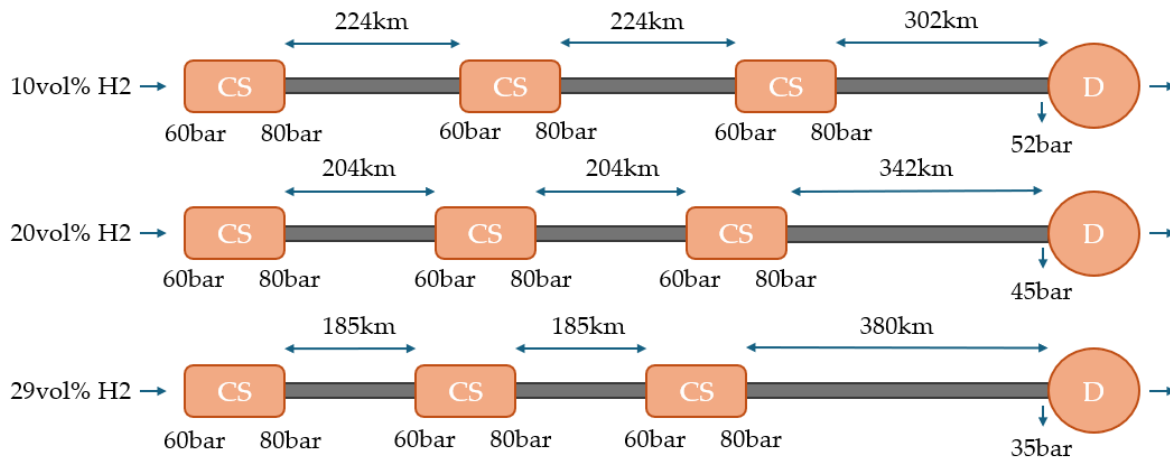 224km 224km 302km
10vol% H2 CS CS CS D
60bar 80bar 60bar 80bar 60bar 80bar 52bar
204km 204km 342km
20vol% H2 CS CS CS D
60bar 80bar 60bar 80bar 60bar 80bar 45bar
185km 185km 380km
29vol% H2 CS CS CS D
60bar 80bar 60bar 80bar 60bar 80bar 35bar